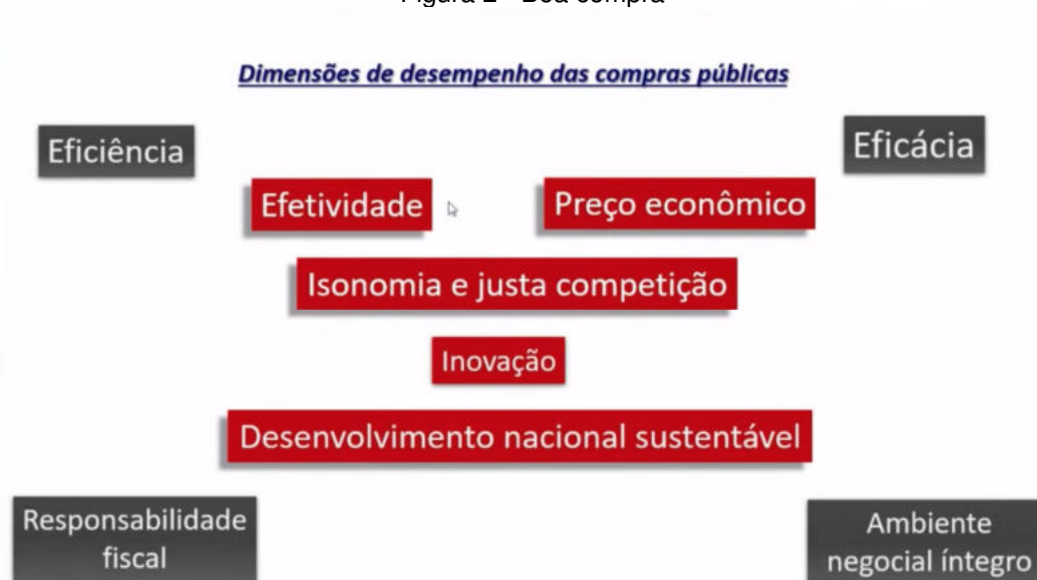 Figura 2 - Boa compra
Dimensões de desempenho das compras públicas
Eficiência
Eficácia
Efetividade
Preço econômico
Isonomia e justa competição
Inovação
Desenvolvimento nacional sustentável
Responsabilidade
fiscal
Ambiente
negocial íntegro